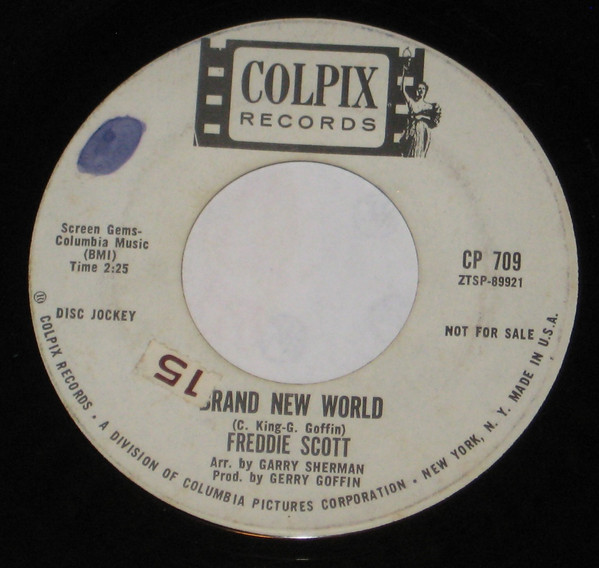 COLPIX
RECORDS
Screen Gems-
Columbia Music
(BMI)
Time 2:25
DISC JOCKEY
CP 709
ZTSP-89921
NOT FOR SALE
15
BRAND NEW WORLD
(C. King-G. Goffin)
FREDDIE SCOTT
Arr. by GARRY SHERMAN
Prod. by GERRY GOFFIN
COLPIX RECORDS • A DIVISION OF COLUMBIA PICTURES CORPORATION • NEW YORK, N. Y. MADE IN U.S.A.